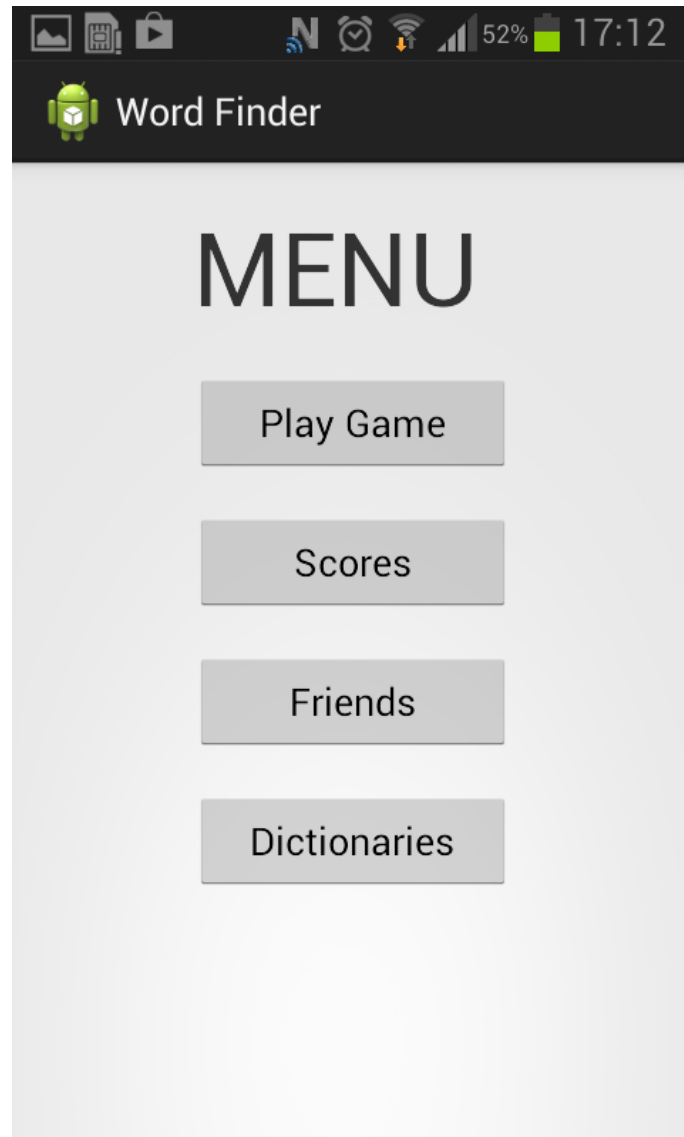 52% 17:12
Word Finder
MENU
Play Game
Scores
Friends
Dictionaries